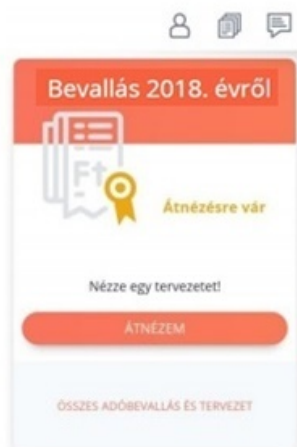 Bevallás 2018. évről
Ft
Átnézésre vár
Nézze egy tervezetet!
ÁTNÉZEM
ÖSSZES ADÓBEVALLÁS ÉS TERVEZET